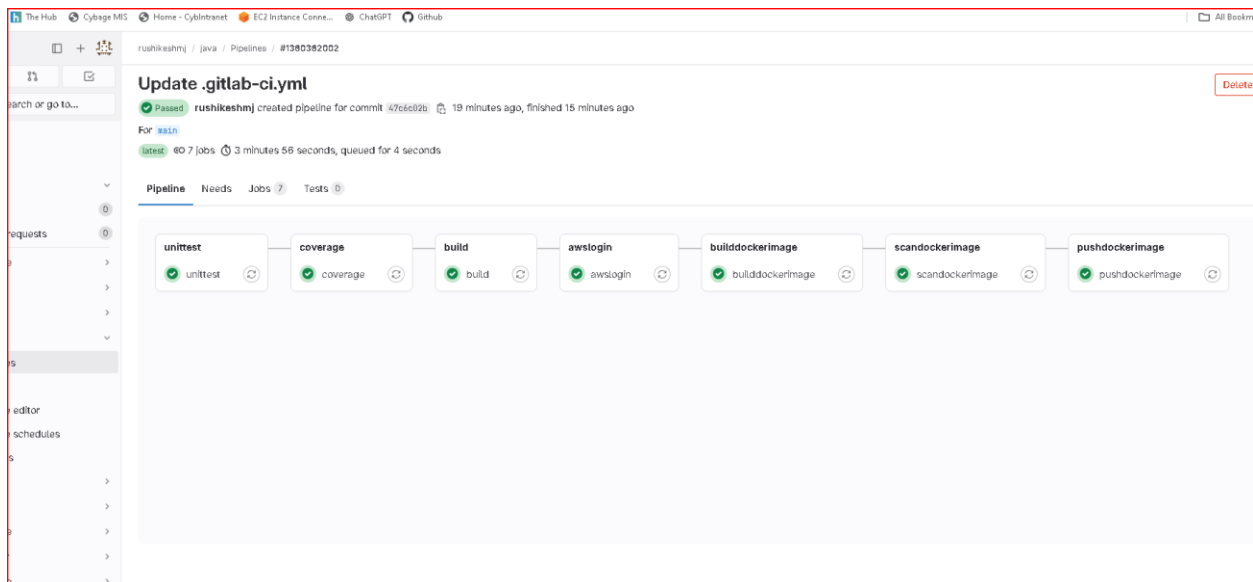 The Hub Cybage MIS Home - CybIntranet EC2 Instance Conne... ChatGPT Github All Bookm
rushikeshmj / java / Pipelines / #1380382002
earch or go to...
Update .gitlab-ci.yml
Delete
Passed rushikeshmj created pipeline for commit 47c6c02b 19 minutes ago, finished 15 minutes ago
For main
latest 7 jobs 3 minutes 56 seconds, queued for 4 seconds
Pipeline Needs Jobs 7 Tests 0
0
requests 0
unittest coverage build awslogin builddockerimage scandockerimage pushdockerimage
unittest coverage build awslogin builddockerimage scandockerimage pushdockerimage
es
editor
schedules
s